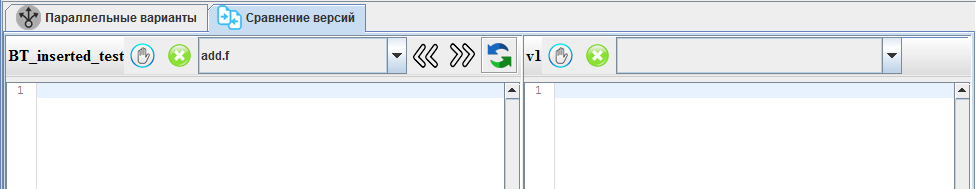 Параллельные варианты Сравнение версий
BT_inserted_test add.f v1
1 1